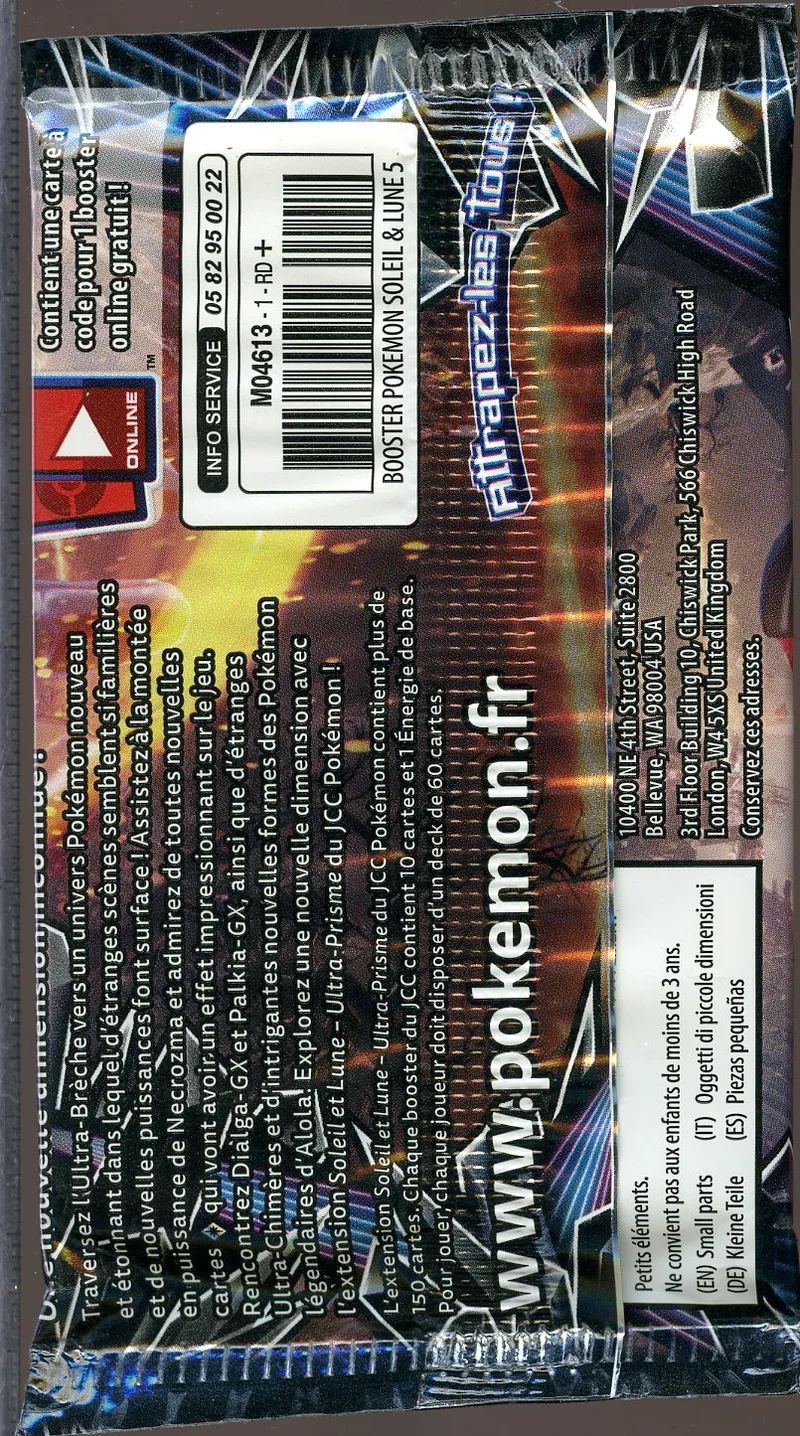 Une nouvelle dimension inconnue !
Traversez l'Ultra-Brèche vers un univers Pokémon nouveau
et étonnant dans lequel d'étranges scènes semblent si familières
et de nouvelles puissances font surface ! Assistez à la montée
en puissance de Necrozma et admirez de toutes nouvelles
cartes qui vont avoir un effet impressionnant sur le jeu.
Rencontrez Dialga-GX et Palkia-GX, ainsi que d'étranges
Ultra-Chimères et d'intrigantes nouvelles formes des Pokémon
légendaires d'Alola ! Explorez une nouvelle dimension avec
l'extension Soleil et Lune – Ultra-Prisme du JCC Pokémon !
L'extension Soleil et Lune – Ultra-Prisme du JCC Pokémon contient plus de
150 cartes. Chaque booster du JCC contient 10 cartes et 1 Énergie de base.
Pour jouer, chaque joueur doit disposer d'un deck de 60 cartes.
www.pokemon.fr
ONLINE
TM
Contient une carte à
code pour 1 booster
online gratuit !
INFO SERVICE 05 82 95 00 22
M04613 - 1 - RD +
BOOSTER POKEMON SOLEIL & LUNE 5
Attrapez-les tous !
Petits éléments.
Ne convient pas aux enfants de moins de 3 ans.
(EN) Small parts (IT) Oggetti di piccole dimensioni
(DE) Kleine Teile (ES) Piezas pequeñas
10400 NE 4th Street, Suite 2800
Bellevue, WA 98004 USA
3rd Floor Building 10, Chiswick Park, 566 Chiswick High Road
London, W4 5XS United Kingdom
Conservez ces adresses.